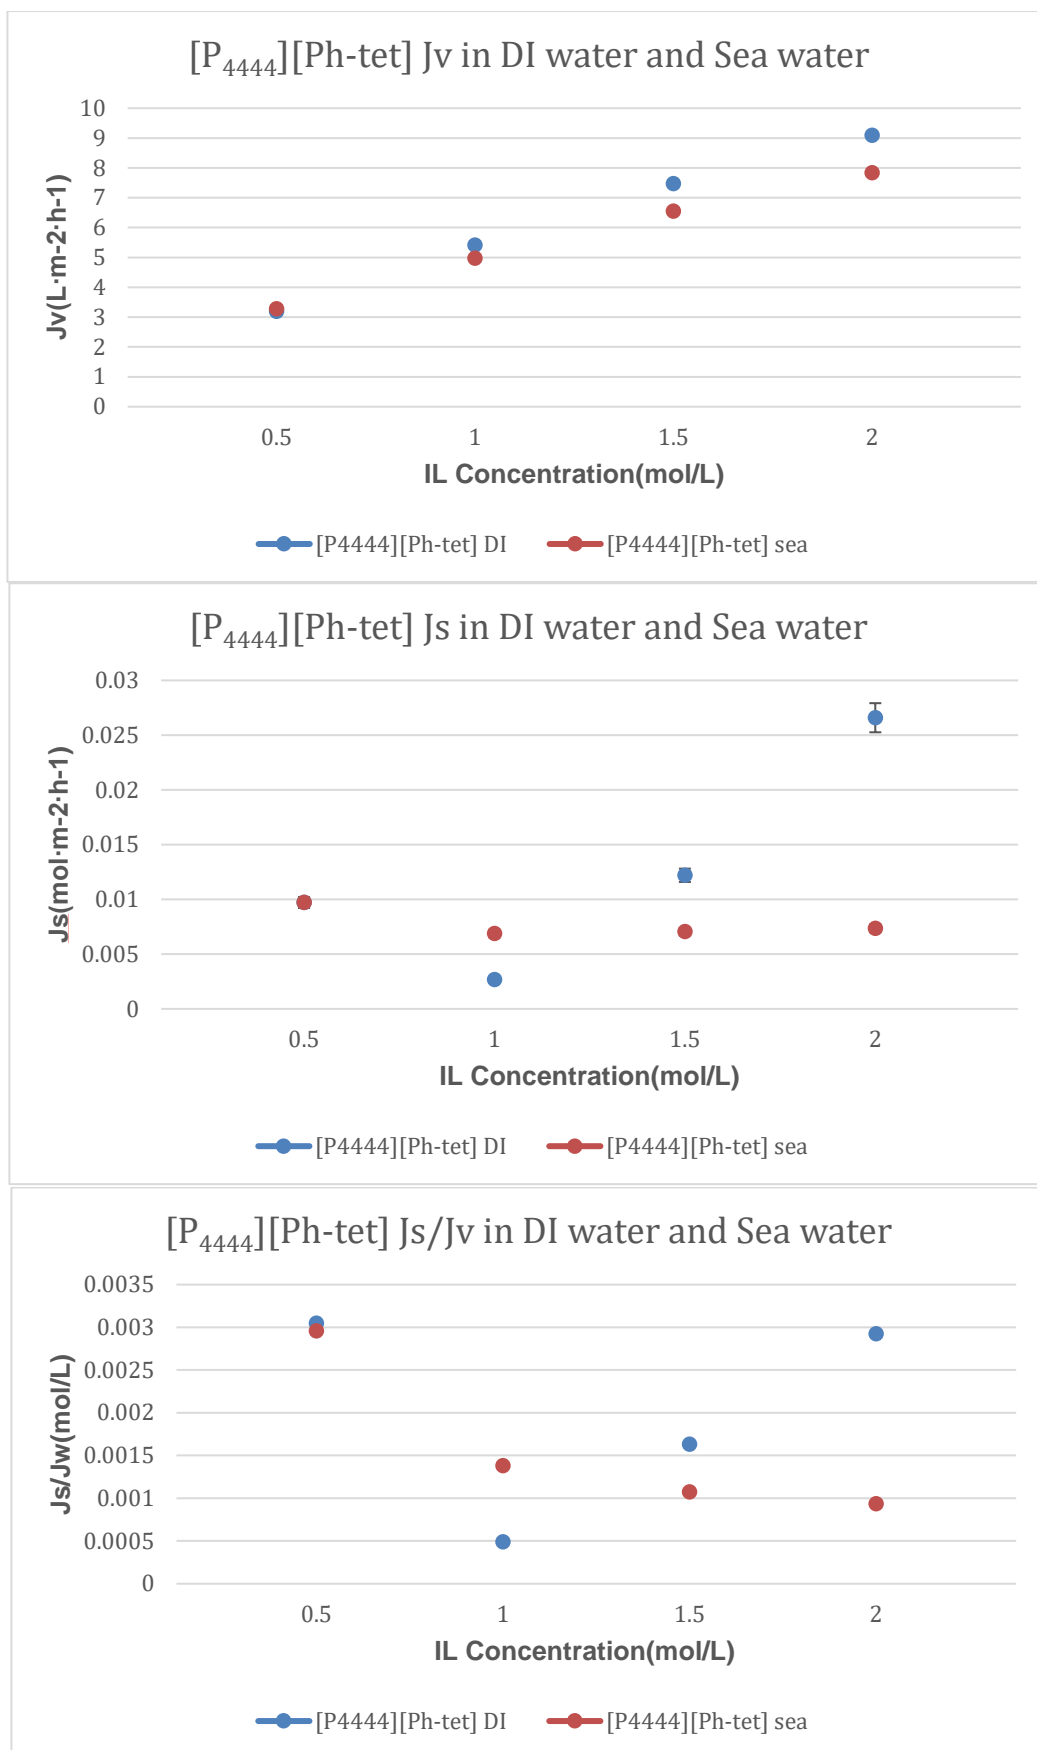 [P4444][Ph-tet] Jv in DI water and Sea water
10
9
8
7
6
5
4
3
2
1
0
Jv(L·m-2·h-1)
0.5 1 1.5 2
IL Concentration(mol/L)
[P4444][Ph-tet] DI [P4444][Ph-tet] sea
[P4444][Ph-tet] Js in DI water and Sea water
0.03
0.025
0.02
0.015
0.01
0.005
0
Js(mol·m-2·h-1)
0.5 1 1.5 2
IL Concentration(mol/L)
[P4444][Ph-tet] DI [P4444][Ph-tet] sea
[P4444][Ph-tet] Js/Jv in DI water and Sea water
0.0035
0.003
0.0025
0.002
0.0015
0.001
0.0005
0
Js/Jw(mol/L)
0.5 1 1.5 2
IL Concentration(mol/L)
[P4444][Ph-tet] DI [P4444][Ph-tet] sea